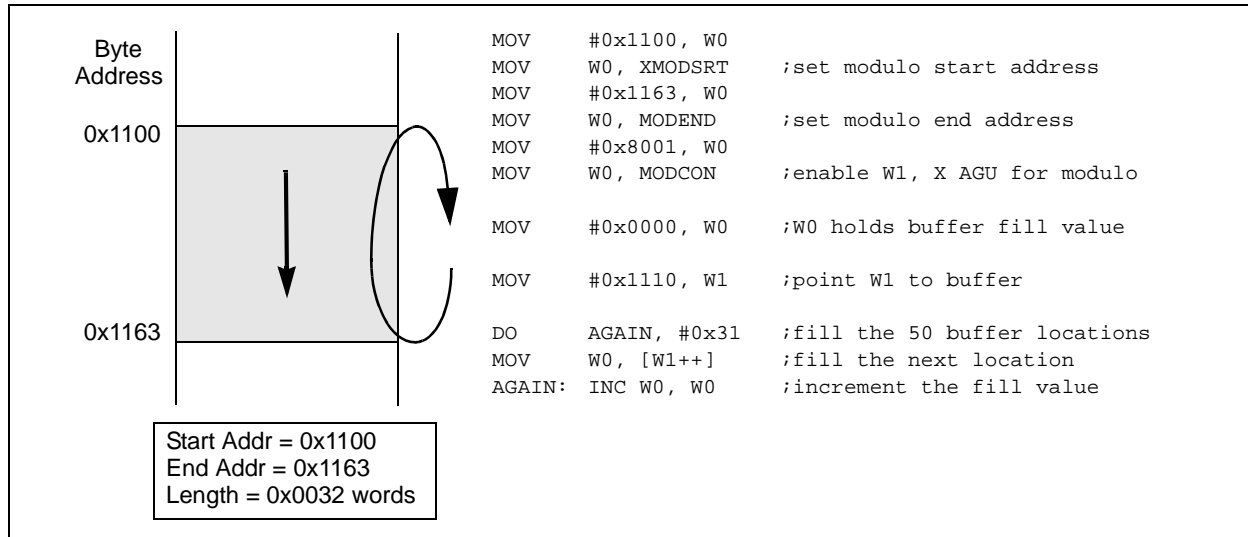 Byte
Address
0x1100
0x1163
Start Addr = 0x1100
End Addr = 0x1163
Length = 0x0032 words
MOV #0x1100, W0
MOV W0, XMODSRT ;set modulo start address
MOV #0x1163, W0
MOV W0, MODEND ;set modulo end address
MOV #0x8001, W0
MOV W0, MODCON ;enable W1, X AGU for modulo
MOV #0x0000, W0 ;W0 holds buffer fill value
MOV #0x1110, W1 ;point W1 to buffer
DO AGAIN, #0x31 ;fill the 50 buffer locations
MOV W0, [W1++] ;fill the next location
AGAIN: INC W0, W0 ;increment the fill value